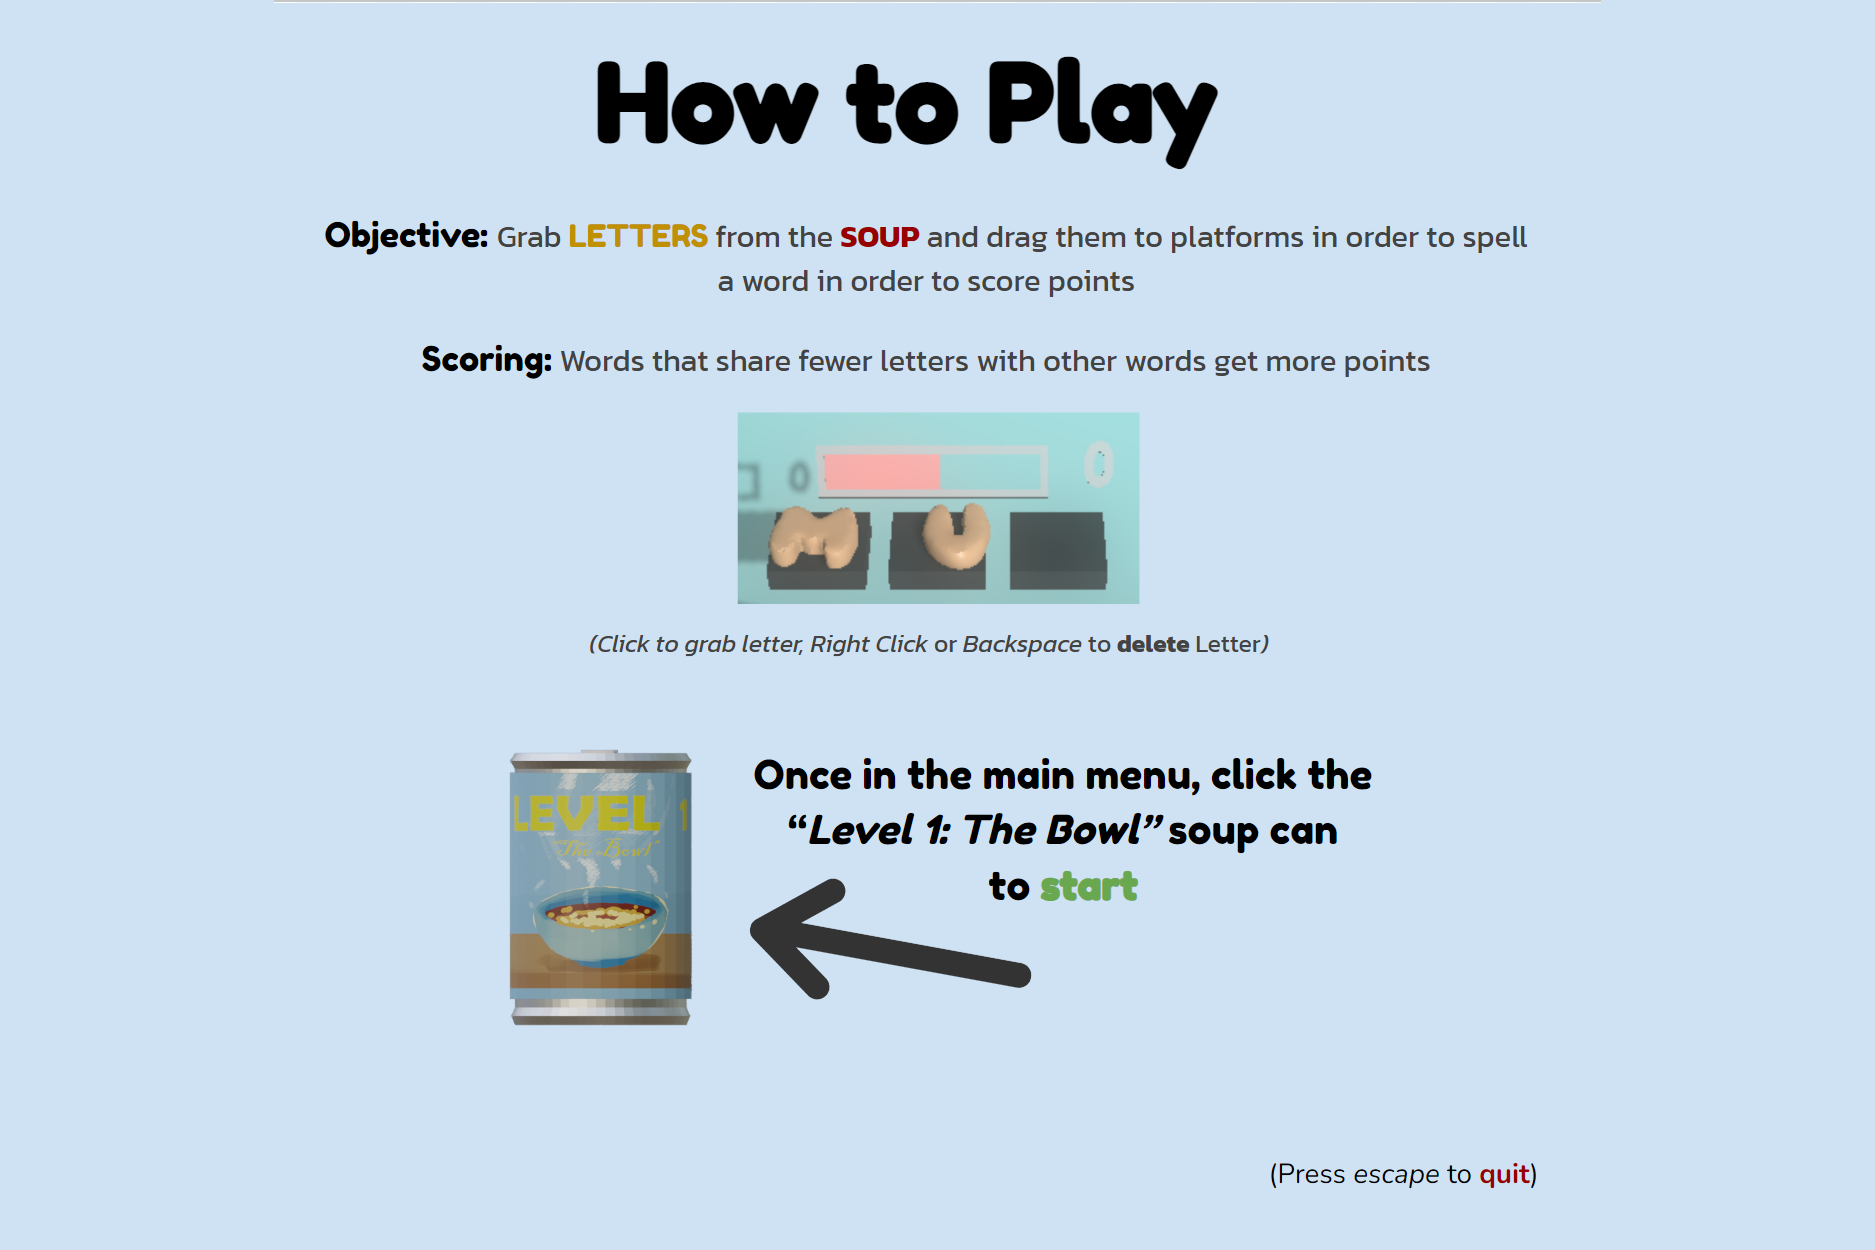 How to Play
Objective: Grab LETTERS from the SOUP and drag them to platforms in order to spell
a word in order to score points
Scoring: Words that share fewer letters with other words get more points
0 0
M U
(Click to grab letter, Right Click or Backspace to delete Letter)
Once in the main menu, click the
“Level 1: The Bowl” soup can
to start
LEVEL 1
"The Bowl"
(Press escape to quit)